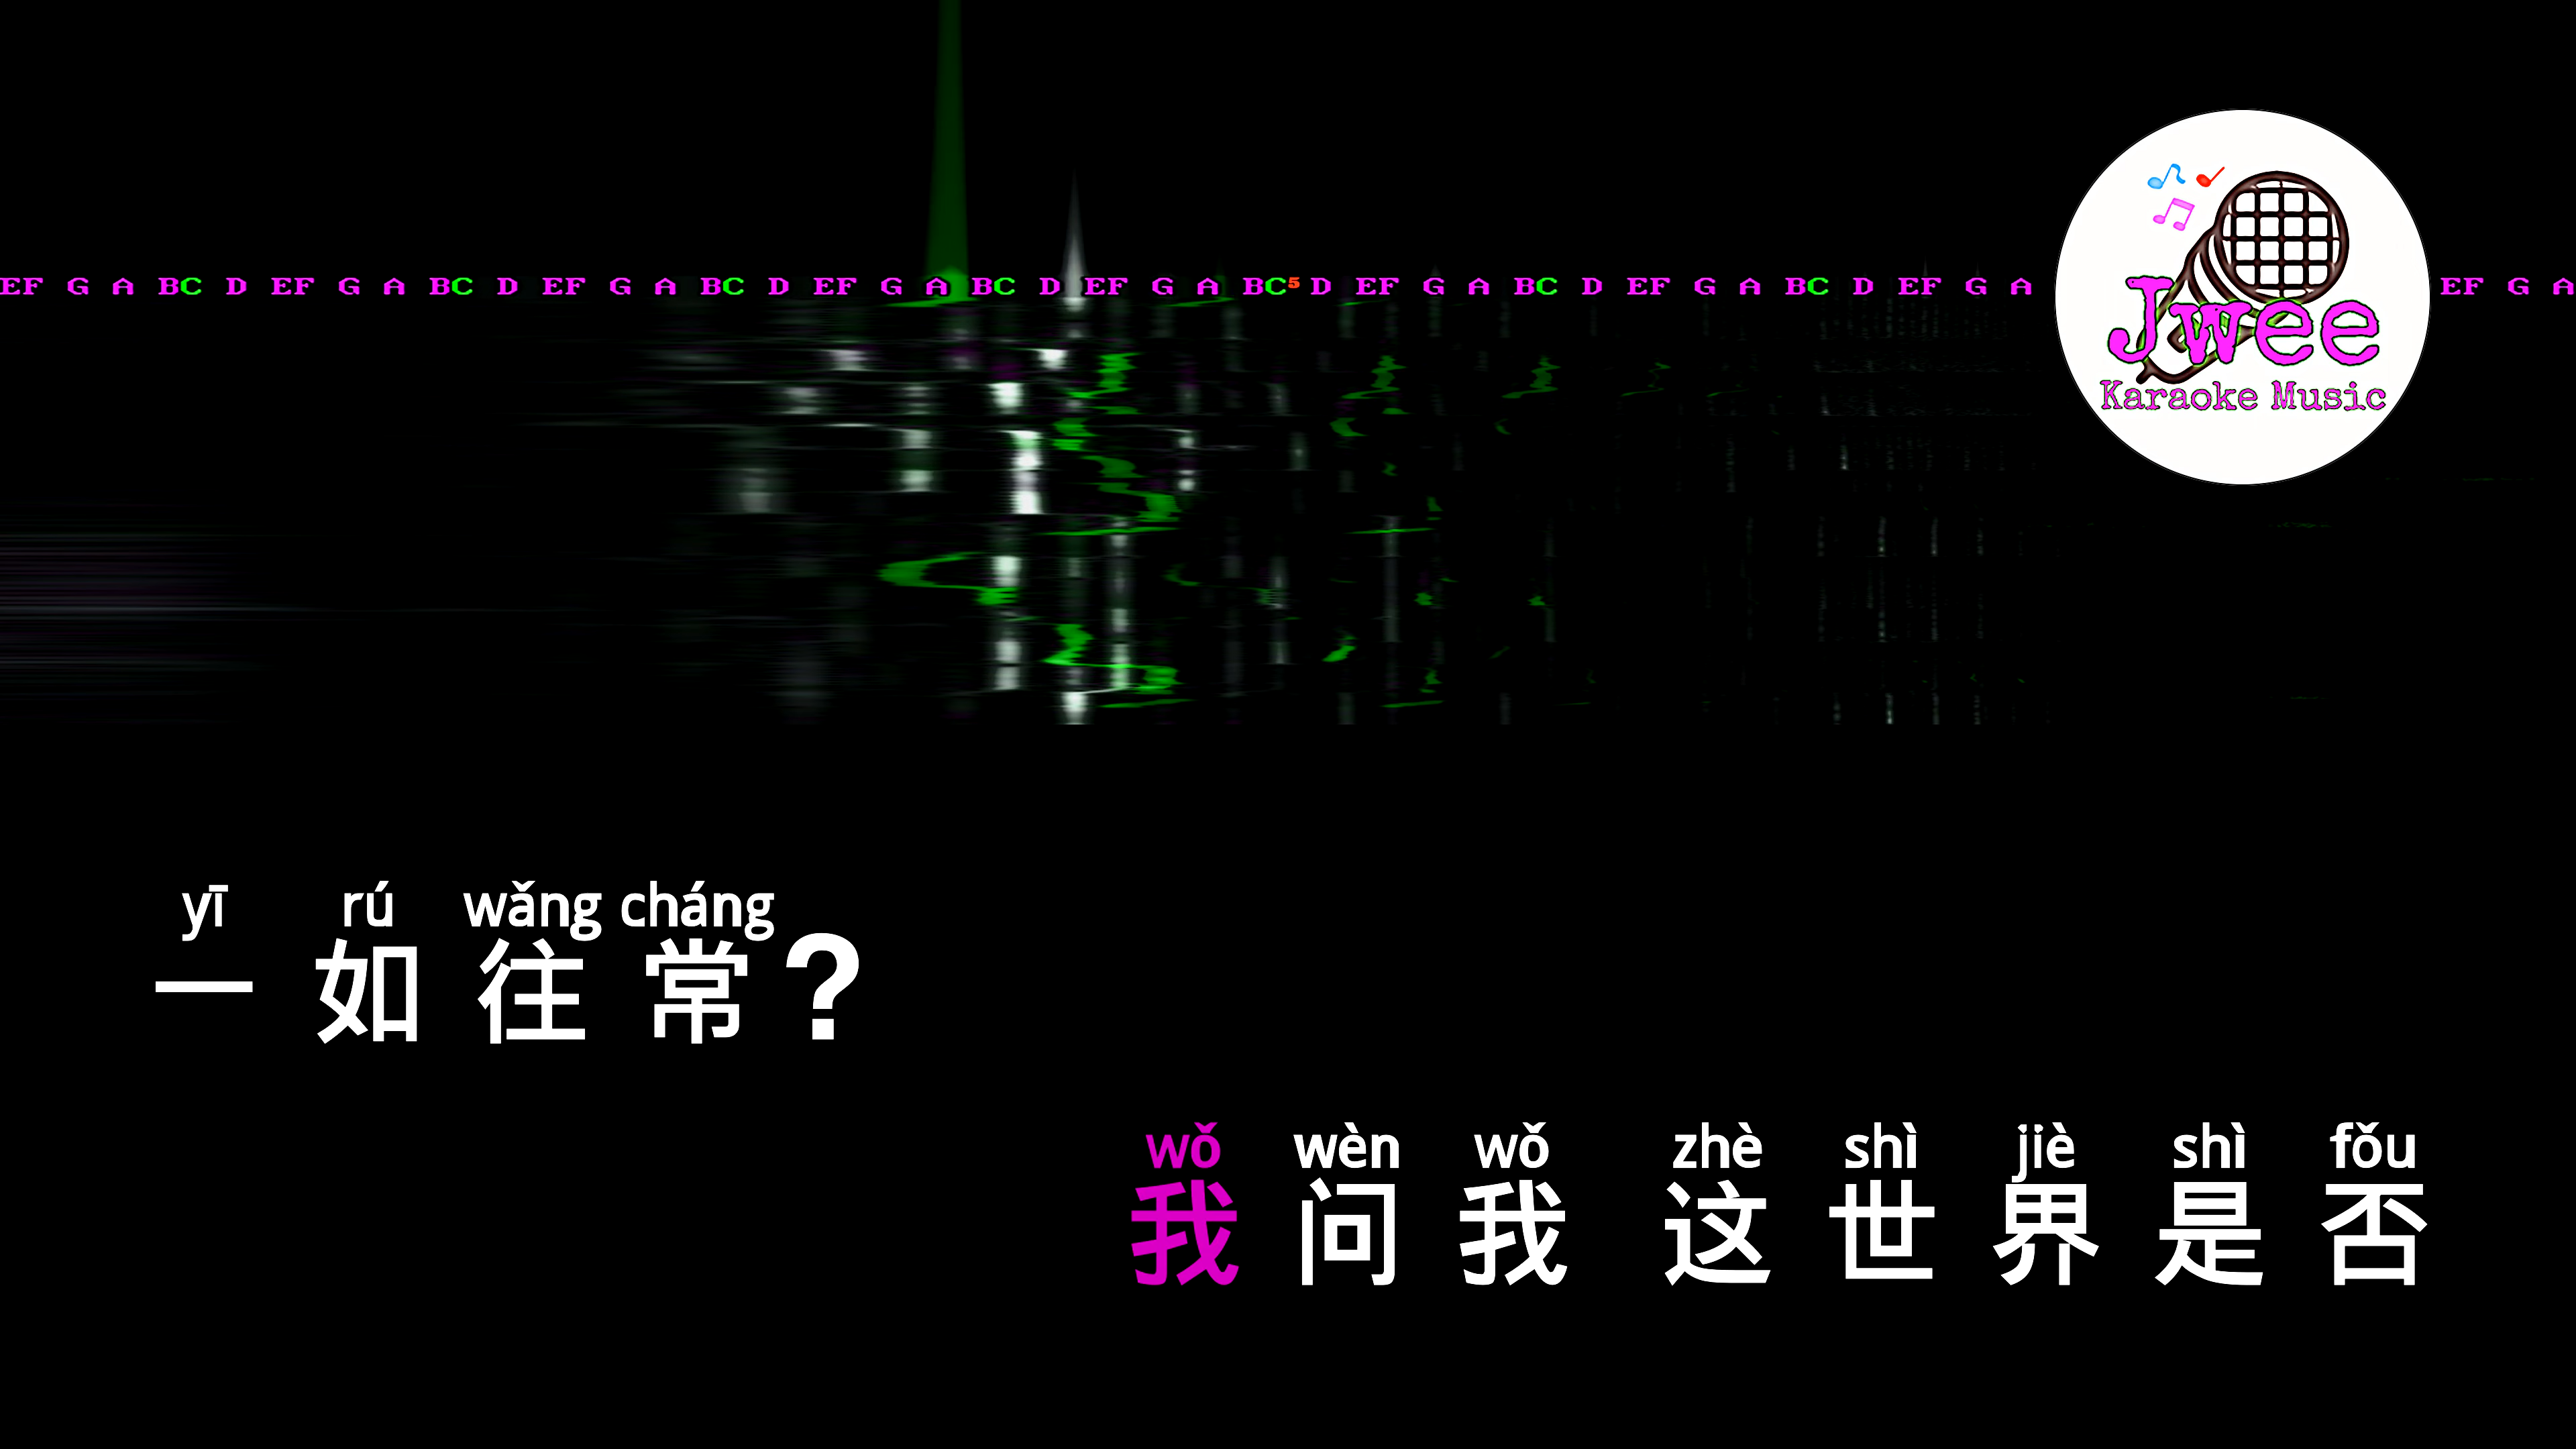 EF G A BC D EF G A BC D EF G A BC D EF G A BC D EF G A BC5 D EF G A BC D EF G A BC D EF G A EF G A
Jwee
Karaoke Music
yī rú wǎng cháng
一 如 往 常 ?
wǒ wèn wǒ zhè shì jiè shì fǒu
我 问 我 这 世 界 是 否